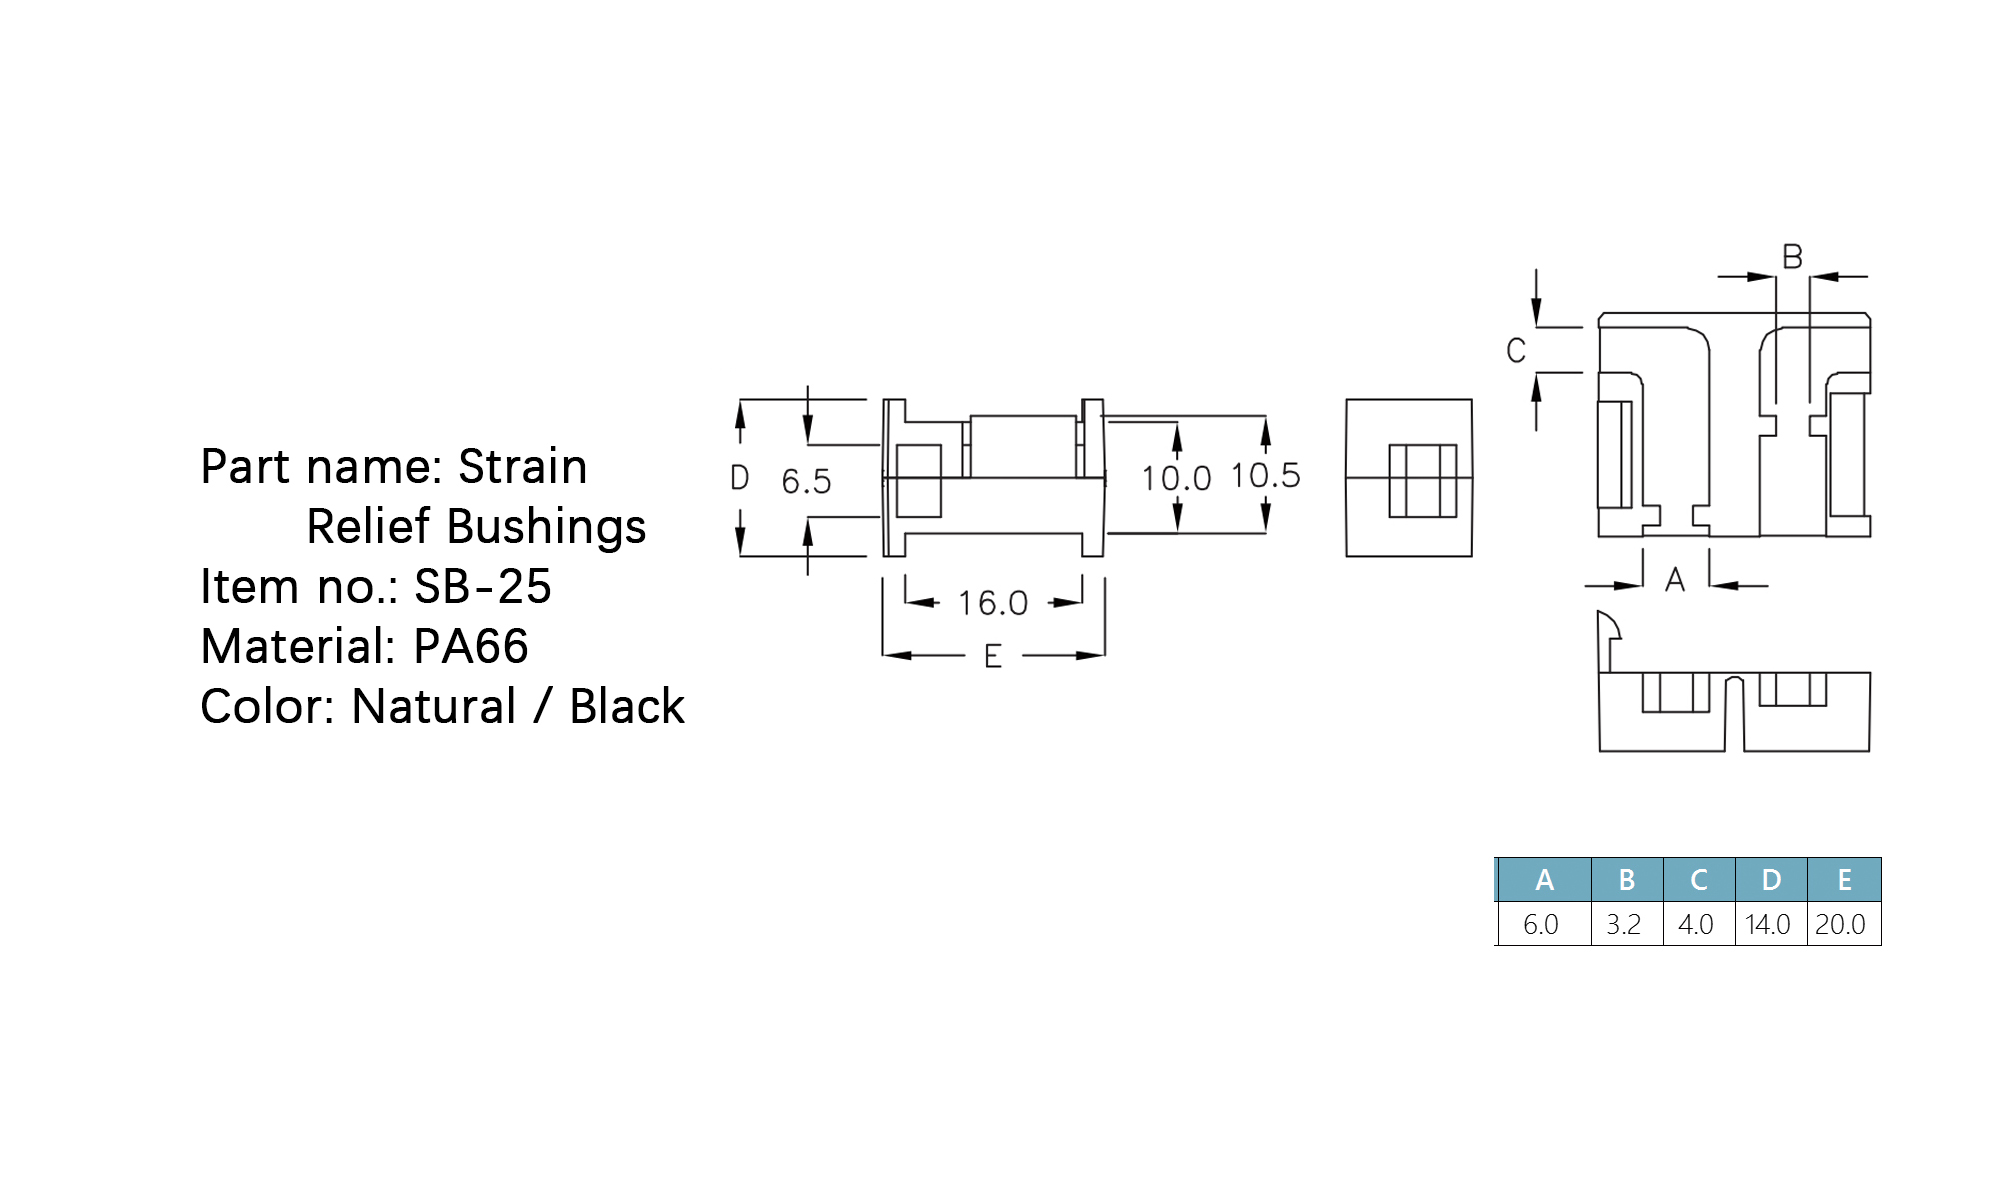 Part name: Strain
Relief Bushings
Item no.: SB-25
Material: PA66
Color: Natural / Black
D
6.5
10.0
10.5
16.0
E
B
C
A
A B C D E
6.0 3.2 4.0 14.0 20.0